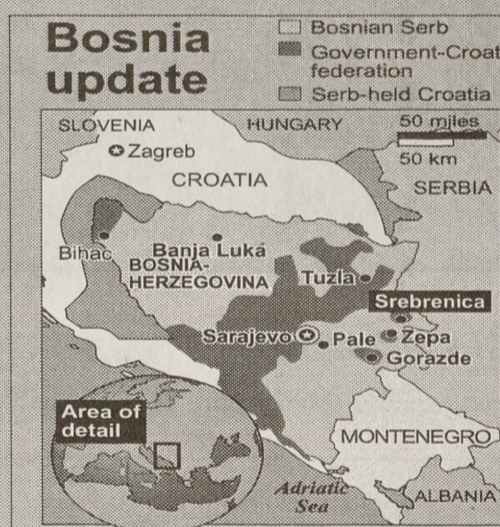 Bosnia
update
Bosnian Serb
Government-Croat
federation
Serb-held Croatia
SLOVENIA
HUNGARY
50 miles
50 km
Zagreb
CROATIA
SERBIA
Bihac
Banja Luká
BOSNIA-
HERZEGOVINA
Tuzla
Srebrenica
Sarajevo
Pale
Zepa
Gorazde
Area of
detail
MONTENEGRO
Adriatic
Sea
ALBANIA